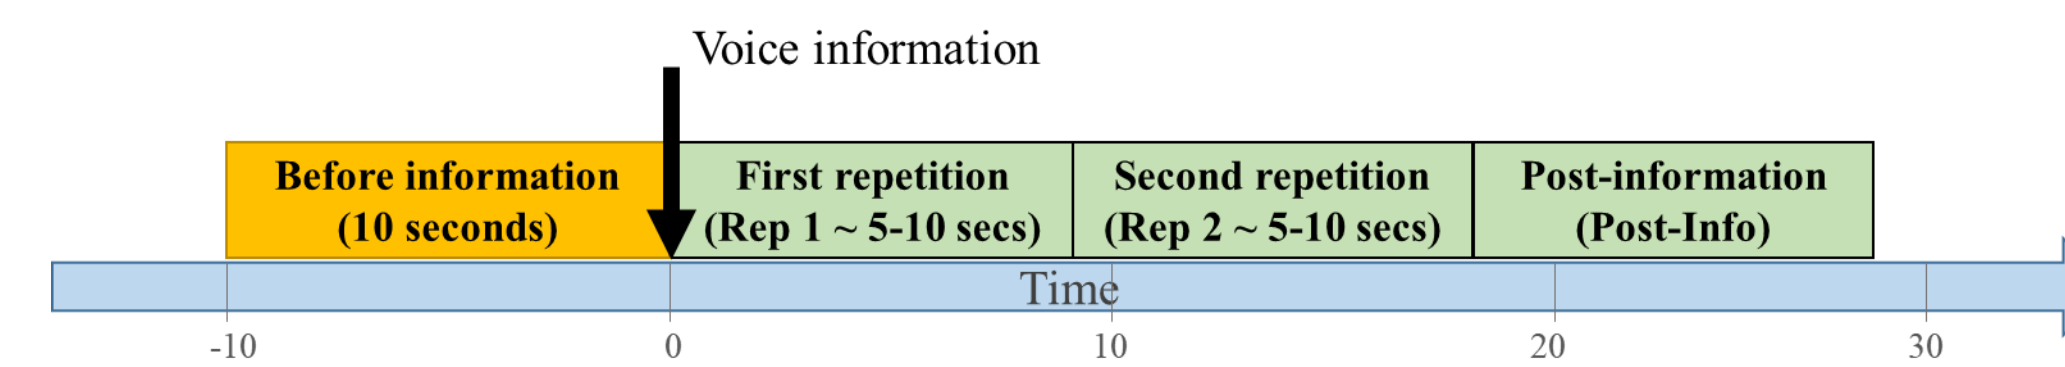 Voice information
Before information
(10 seconds)
First repetition
(Rep 1 ~ 5-10 secs)
Second repetition
(Rep 2 ~ 5-10 secs)
Post-information
(Post-Info)
Time
-10
0
10
20
30